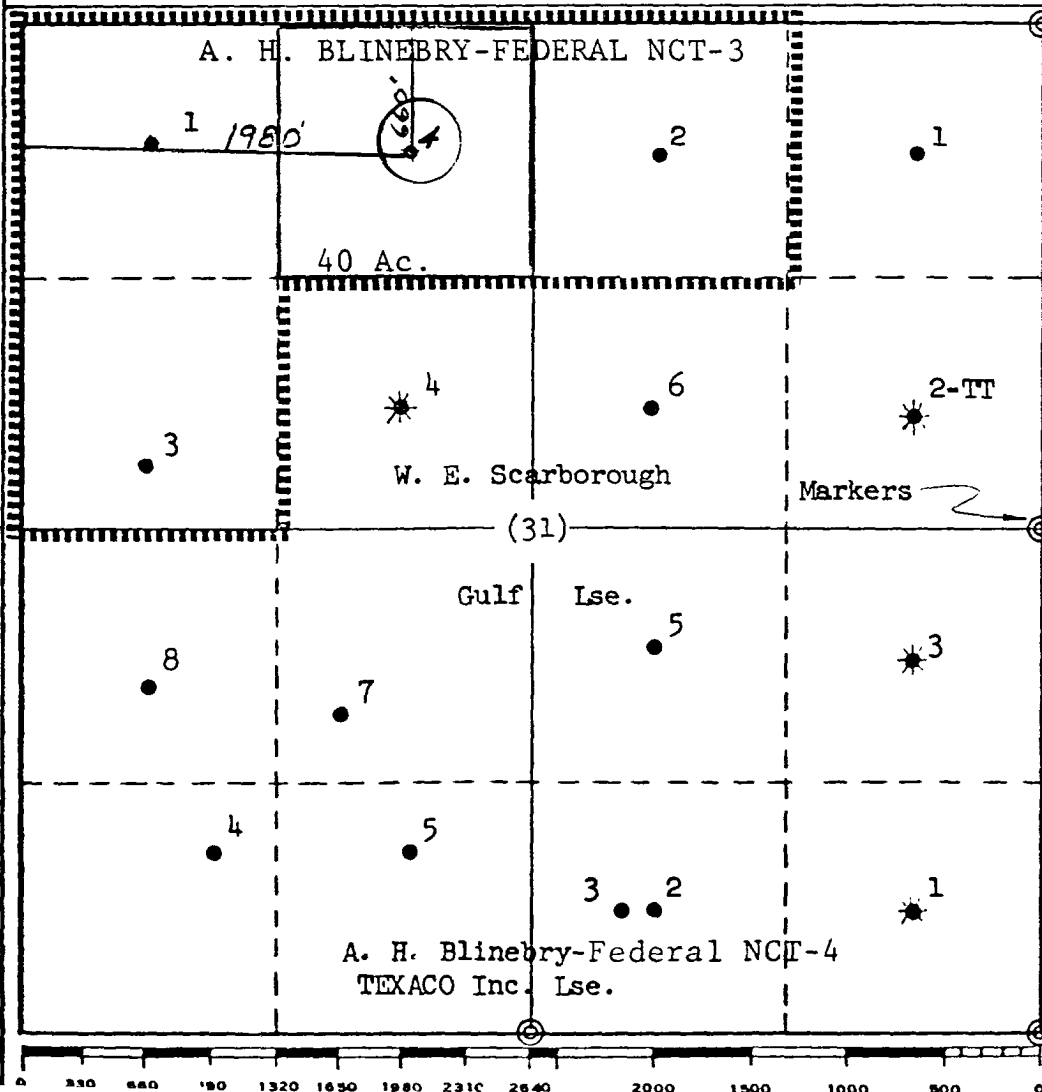 A. H. BLINEBRY-FEDERAL NCT-3
1
1980'
660'
4
2
1
40 Ac.
4
6
2-TT
3
W. E. Scarborough
Markers
(31)
Gulf Lse.
5
3
8
7
4
5
3
2
1
A. H. Blinebry-Federal NCT-4
TEXACO Inc. Lse.
0 330 660 990 1320 1650 1980 2310 2640 2000 1500 1000 500 0